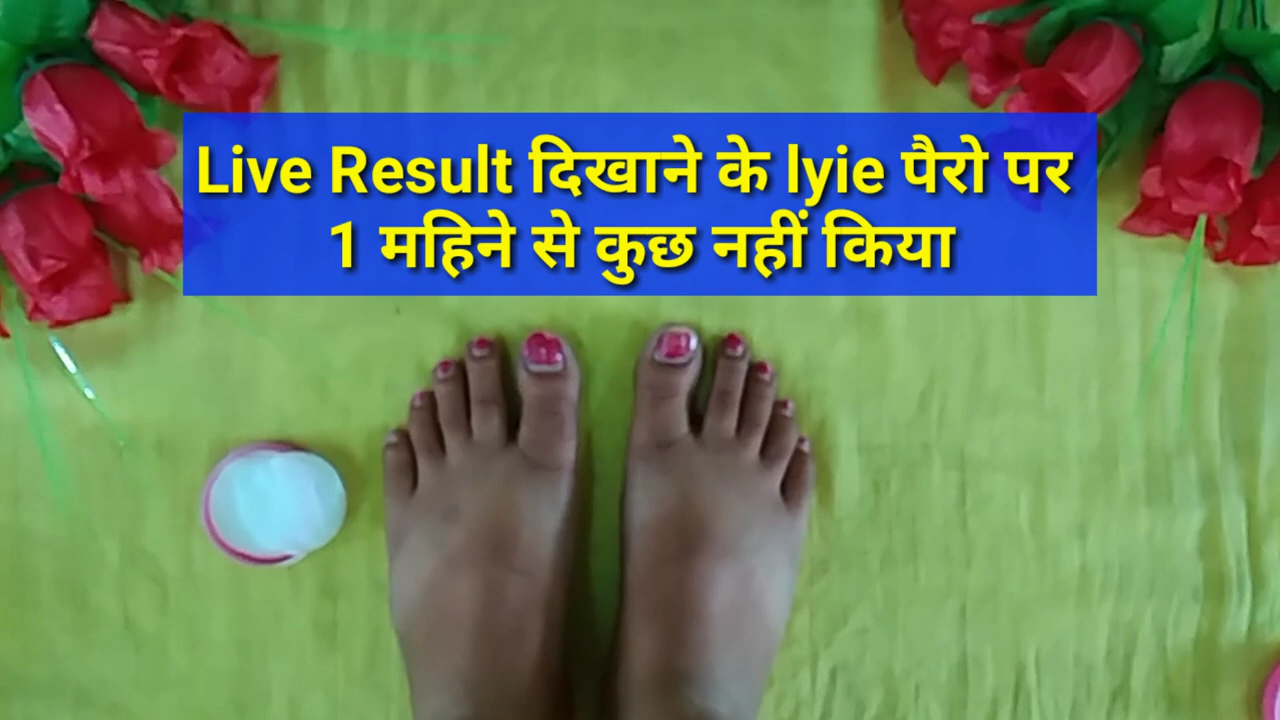 Live Result दिखाने के lyie पैरो पर
1 महिने से कुछ नहीं किया